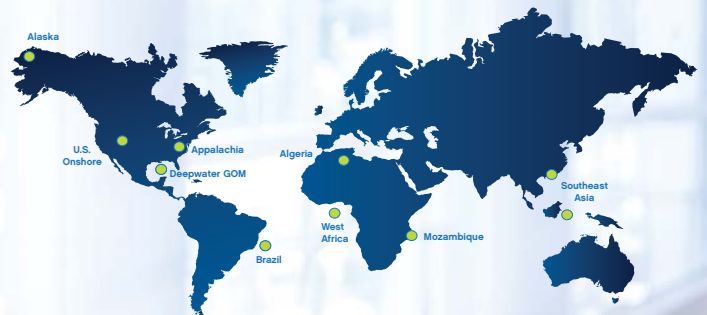 Alaska
U.S.
Onshore
Appalachia
Deepwater GOM
Brazil
Algeria
West
Africa
Mozambique
Southeast
Asia